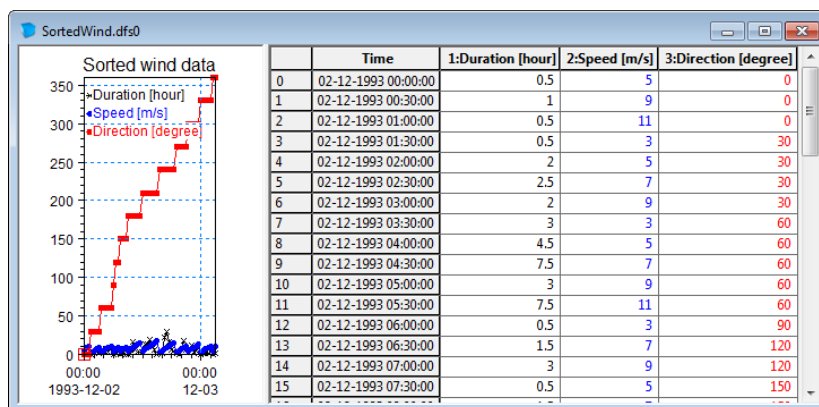 SortedWind.dfs0
Sorted wind data
350
300
250
200
150
100
50
0
Duration [hour]
Speed [m/s]
Direction [degree]
00:00 00:00
1993-12-02 12-03
Time 1:Duration [hour] 2:Speed [m/s] 3:Direction [degree]
0 02-12-1993 00:00:00 0.5 5 0
1 02-12-1993 00:30:00 1 9 0
2 02-12-1993 01:00:00 0.5 11 0
3 02-12-1993 01:30:00 0.5 3 30
4 02-12-1993 02:00:00 2 5 30
5 02-12-1993 02:30:00 2.5 7 30
6 02-12-1993 03:00:00 2 9 30
7 02-12-1993 03:30:00 3 3 60
8 02-12-1993 04:00:00 4.5 5 60
9 02-12-1993 04:30:00 7.5 7 60
10 02-12-1993 05:00:00 3 9 60
11 02-12-1993 05:30:00 7.5 11 60
12 02-12-1993 06:00:00 0.5 3 90
13 02-12-1993 06:30:00 1.5 7 120
14 02-12-1993 07:00:00 3 9 120
15 02-12-1993 07:30:00 0.5 5 150